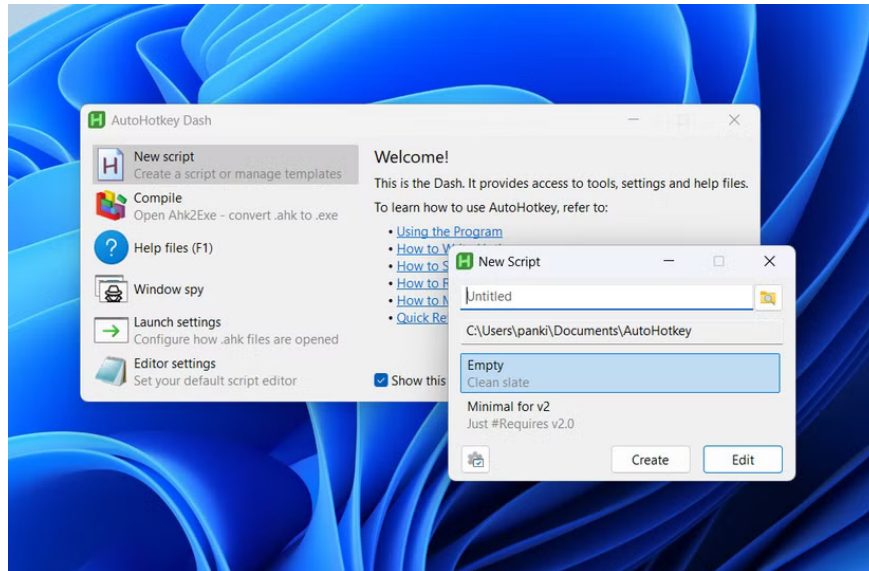 AutoHotkey Dash
New script
Create a script or manage templates
Compile
Open Ahk2Exe - convert .ahk to .exe
Help files (F1)
Window spy
Launch settings
Configure how .ahk files are opened
Editor settings
Set your default script editor
Welcome!
This is the Dash. It provides access to tools, settings and help files.
To learn how to use AutoHotkey, refer to:
• Using the Program
• How to
• How to
• How to
• How to
• Quick
Show this
New Script
Untitled
C:\Users\panki\Documents\AutoHotkey
Empty
Clean slate
Minimal for v2
Just #Requires v2.0
Create
Edit